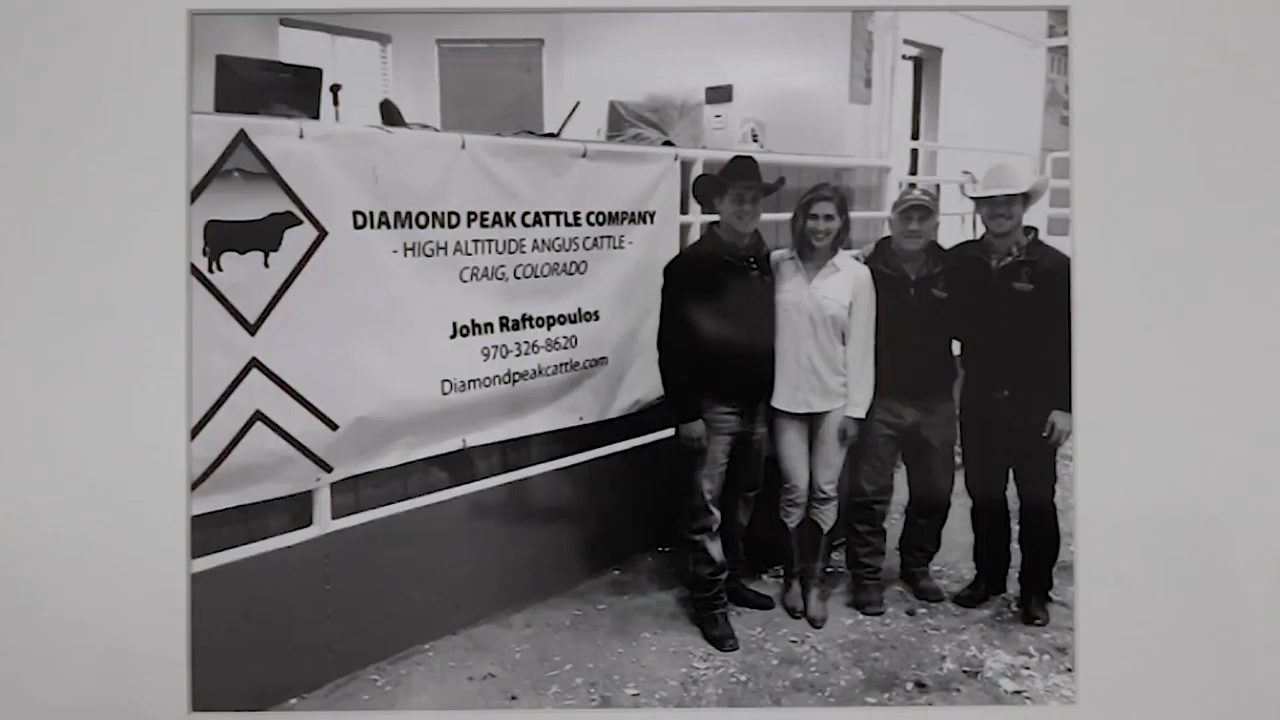 DIAMOND PEAK CATTLE COMPANY
- HIGH ALTITUDE ANGUS CATTLE -
CRAIG, COLORADO
John Raftopoulos
970-326-8620
Diamondpeakcattle.com